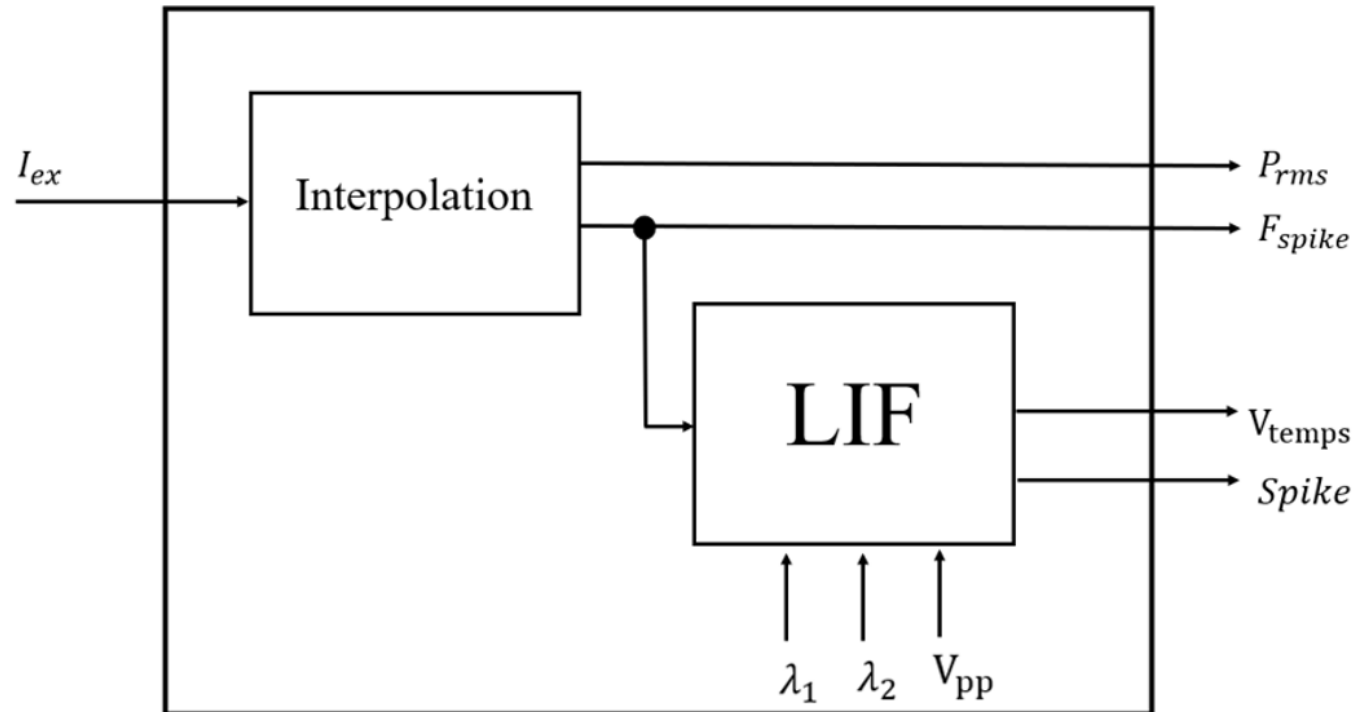 I_ex
Interpolation
P_rms
F_spike
LIF
V_temps
Spike
λ_1 λ_2 V_pp